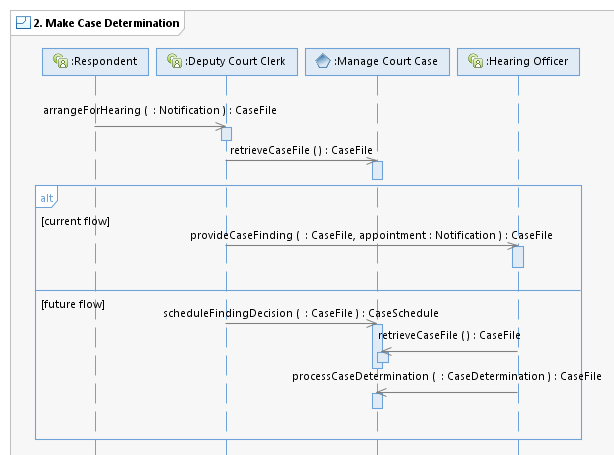 2. Make Case Determination
:Respondent
:Deputy Court Clerk
:Manage Court Case
:Hearing Officer
arrangeForHearing ( : Notification ) : CaseFile
retrieveCaseFile ( ) : CaseFile
alt
[current flow]
provideCaseFinding ( : CaseFile, appointment : Notification ) : CaseFile
[future flow]
scheduleFindingDecision ( : CaseFile ) : CaseSchedule
retrieveCaseFile ( ) : CaseFile
processCaseDetermination ( : CaseDetermination ) : CaseFile